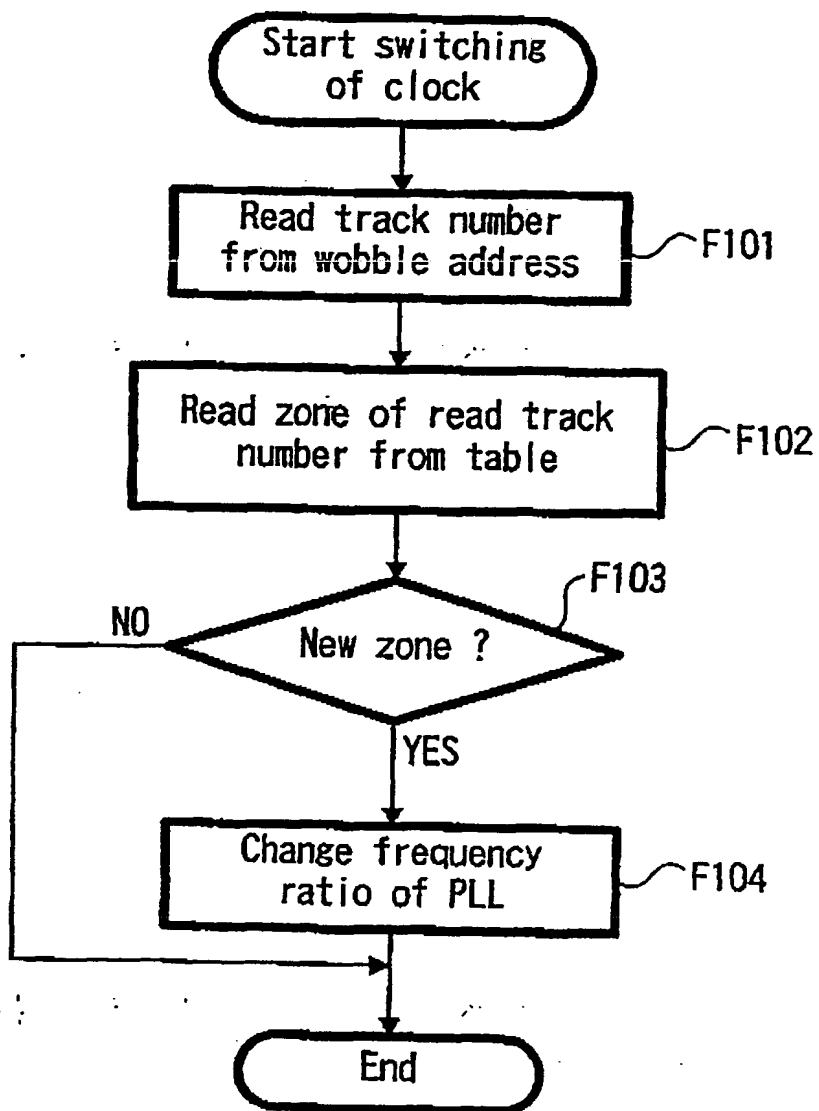 Start switching
of clock
Read track number
from wobble address
F101
Read zone of read track
number from table
F102
F103
NO
New zone ?
YES
Change frequency
ratio of PLL
F104
End